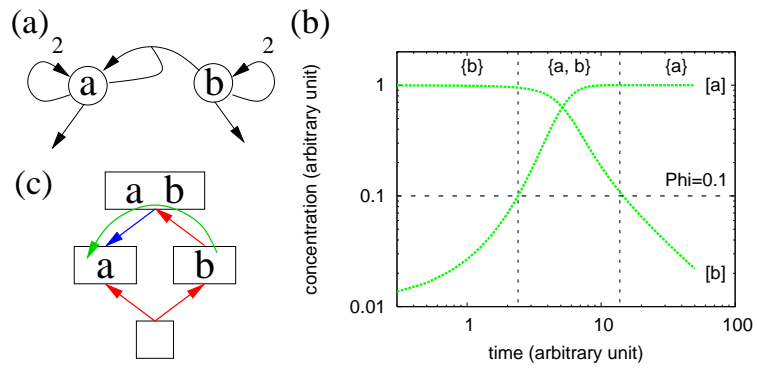 (a)
2
2
a
b
(b)
{b}
{a, b}
{a}
1
[a]
Phi=0.1
0.1
[b]
0.01
1
10
100
concentration (arbitrary unit)
time (arbitrary unit)
(c)
a b
a
b